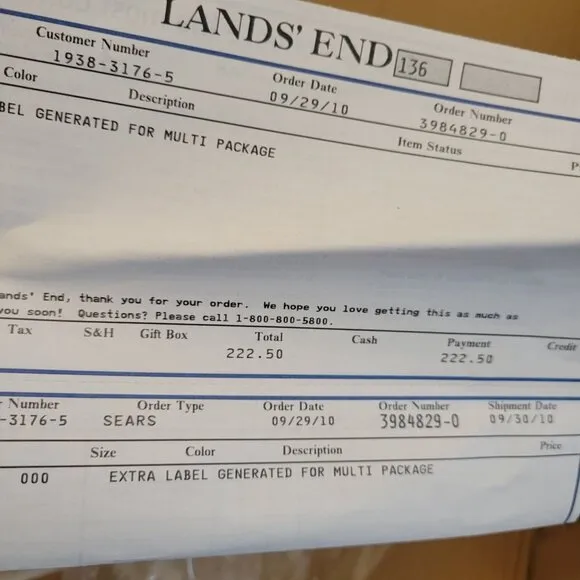 LANDS' END 136
Customer Number Order Date Order Number
1938-3176-5 09/29/10 3984829-0
Color Description Item Status P
BEL GENERATED FOR MULTI PACKAGE
ands' End, thank you for your order. We hope you love getting this as much as
you soon! Questions? Please call 1-800-800-5800.
Tax S&H Gift Box Total Cash Payment Credit
222.50 222.50
Number Order Type Order Date Order Number Shipment Date
-3176-5 SEARS 09/29/10 3984829-0 09/30/10
Size Color Description Price
000 EXTRA LABEL GENERATED FOR MULTI PACKAGE